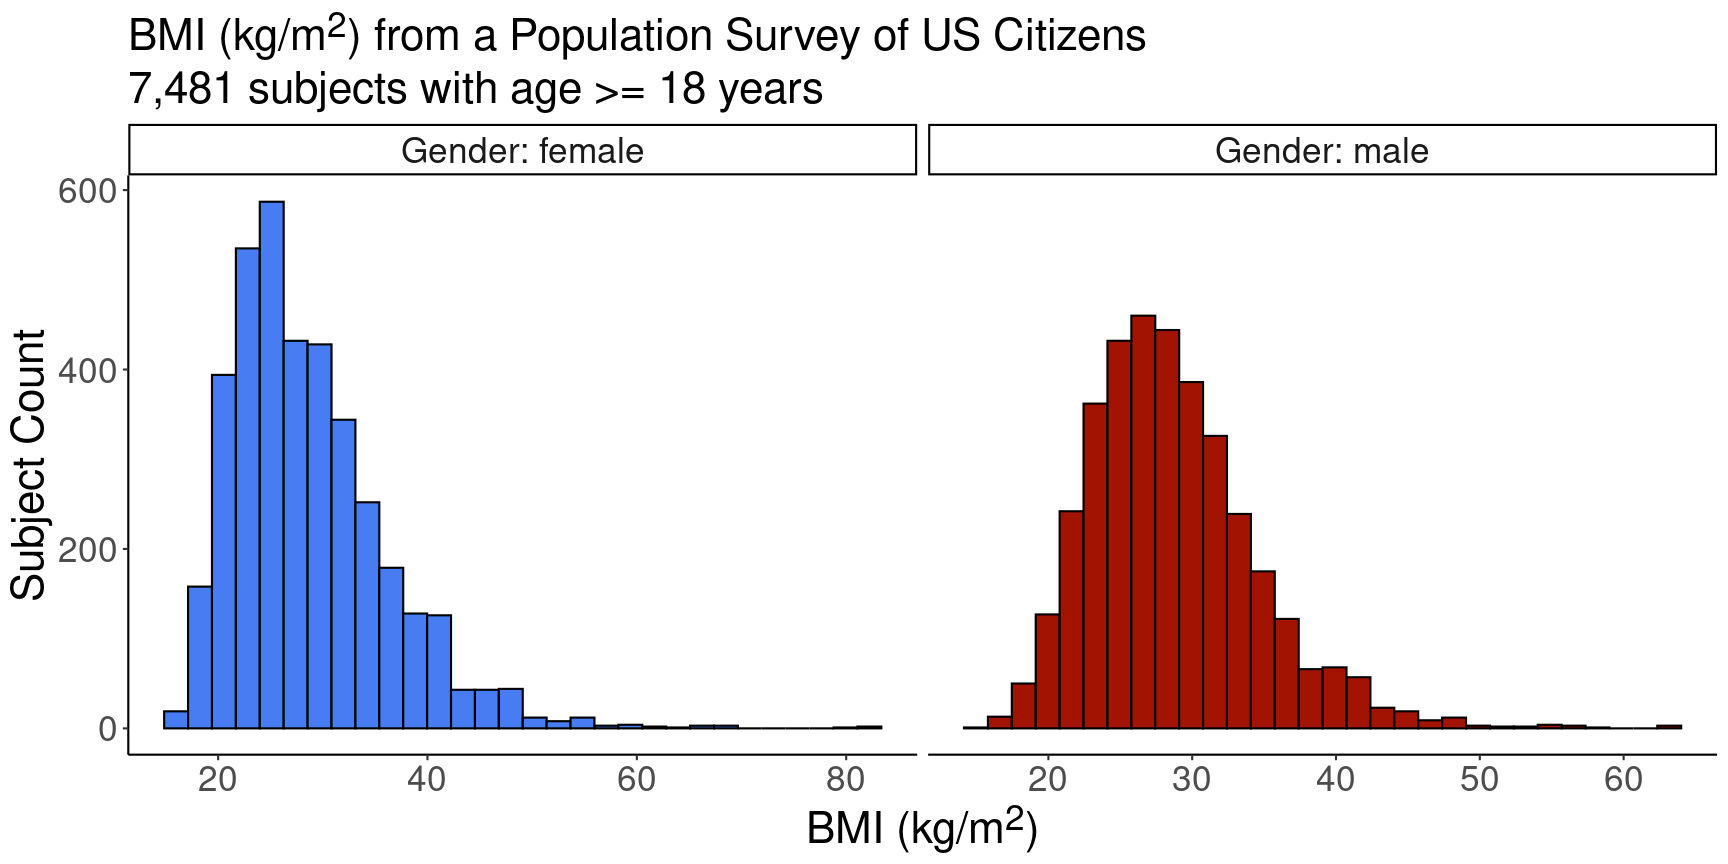 BMI (kg/m²) from a Population Survey of US Citizens
7,481 subjects with age >= 18 years
Gender: female
Gender: male
Subject Count
600
400
200
0
20 40 60 80
20 30 40 50 60
BMI (kg/m²)